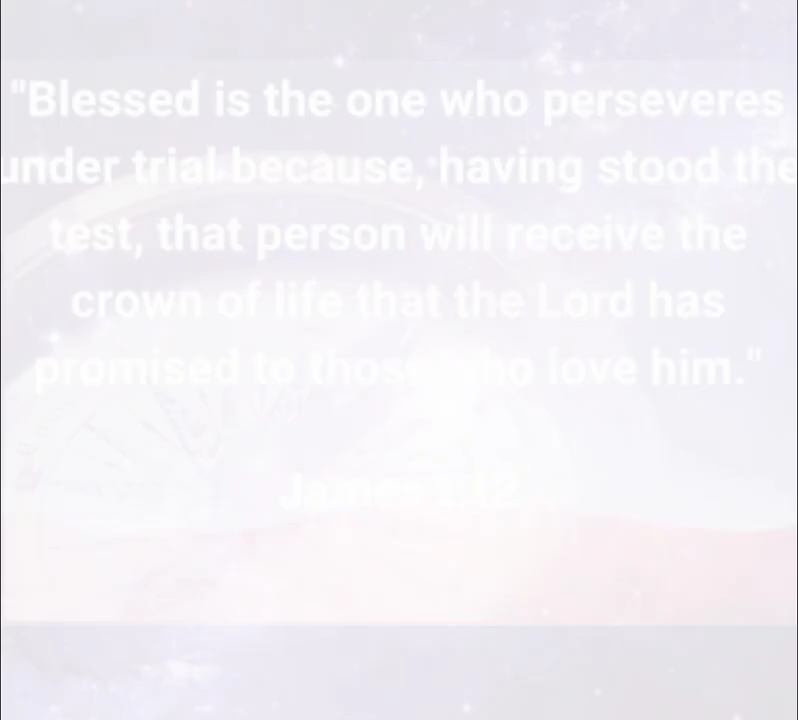 "Blessed is the one who perseveres
under trial because, having stood the
test, that person will receive the
crown of life that the Lord has
promised to those who love him."
James 1:12